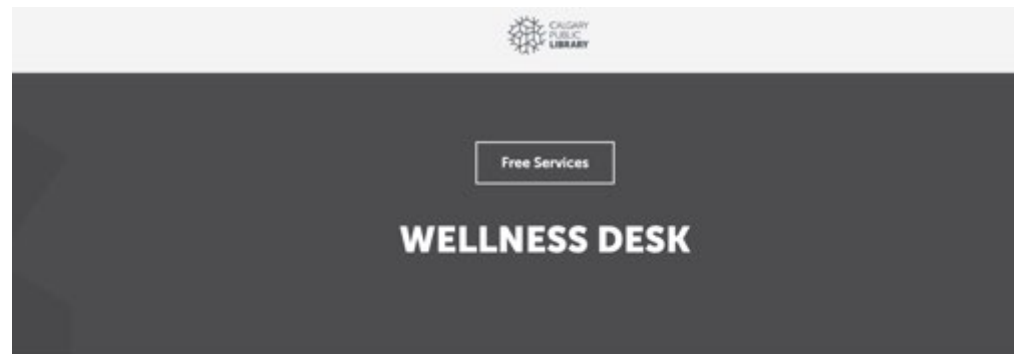 CALGARY
PUBLIC
LIBRARY
Free Services
WELLNESS DESK